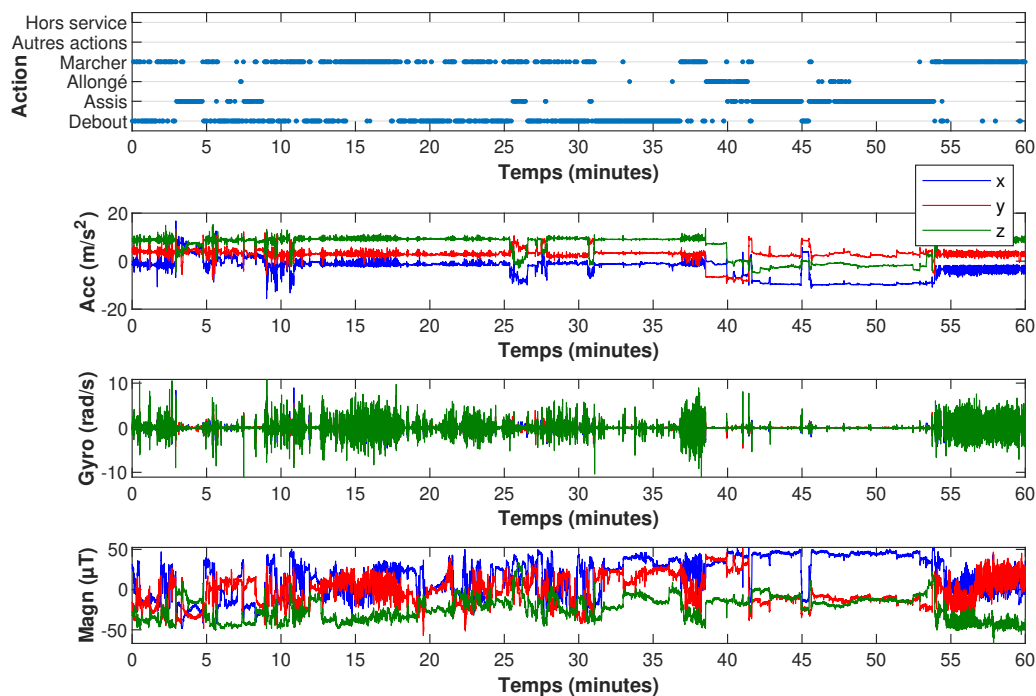 Hors service
Autres actions
Marcher
Allongé
Assis
Debout
Action
0 5 10 15 20 25 30 35 40 45 50 55 60
Temps (minutes)
x
y
z
20
0
-20
Acc (m/s²)
0 5 10 15 20 25 30 35 40 45 50 55 60
Temps (minutes)
10
0
-10
Gyro (rad/s)
0 5 10 15 20 25 30 35 40 45 50 55 60
Temps (minutes)
50
0
-50
Magn (μT)
0 5 10 15 20 25 30 35 40 45 50 55 60
Temps (minutes)